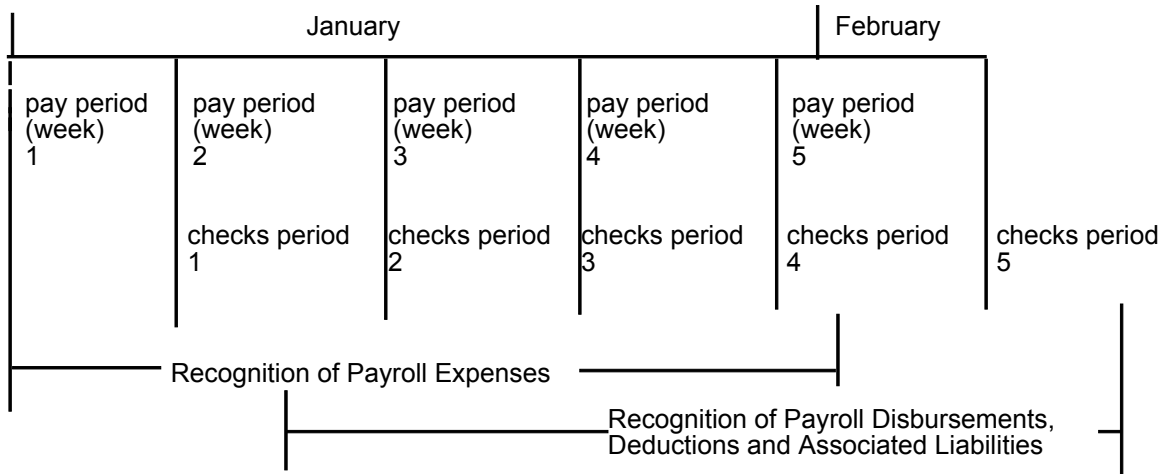 January
February
pay period
(week)
1
pay period
(week)
2
pay period
(week)
3
pay period
(week)
4
pay period
(week)
5
checks period
1
checks period
2
checks period
3
checks period
4
checks period
5
Recognition of Payroll Expenses
Recognition of Payroll Disbursements,
Deductions and Associated Liabilities